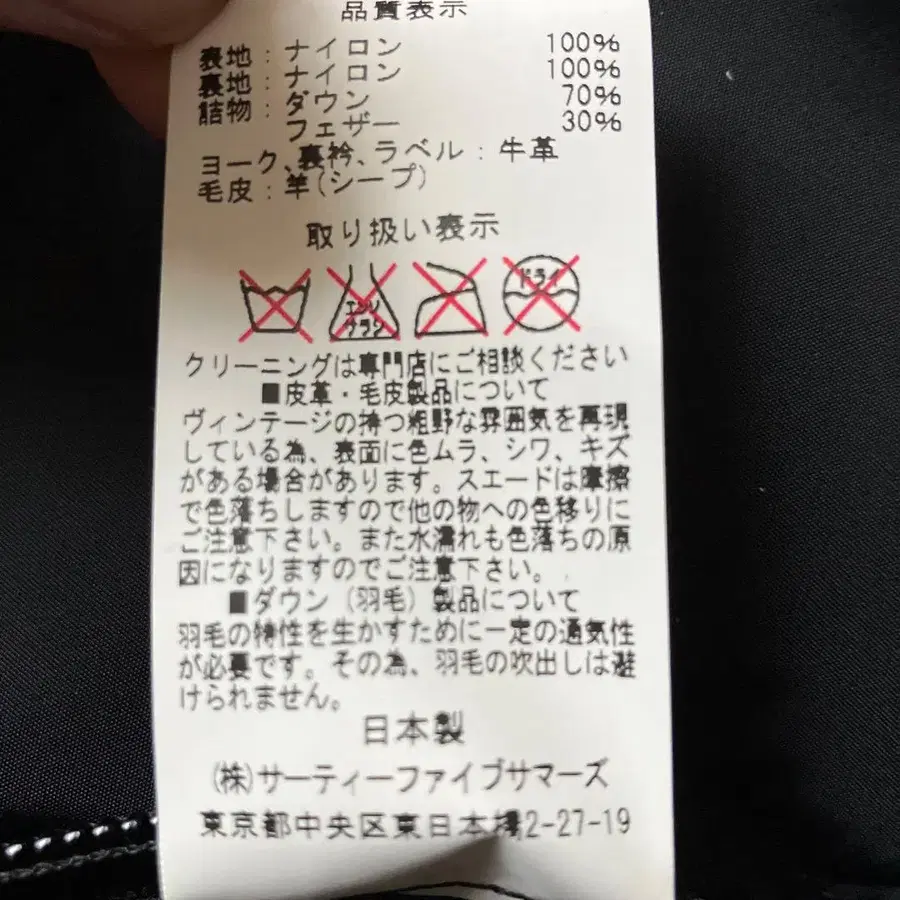 品質表示
表地：ナイロン 100%
裏地：ナイロン 100%
詰物：ダウン 70%
フェザー 30%
ヨーク、裏衿、ラベル：牛革
毛皮：羊(シープ)
取り扱い表示
エンソ
サラシ
ドライ
クリーニングは専門店にご相談ください
■皮革・毛皮製品について
ヴィンテージの持つ粗野な雰囲気を再現
している為、表面に色ムラ、シワ、キズ
がある場合があります。スエードは摩擦
で色落ちしますので他の物への色移りに
ご注意下さい。また水濡れも色落ちの原
因になりますのでご注意下さい。
■ダウン（羽毛）製品について
羽毛の特性を生かすために一定の通気性
が必要です。その為、羽毛の吹出しは避
けられません。
日本製
(株)サーティーファイブサマーズ
東京都中央区東日本橋2-27-19